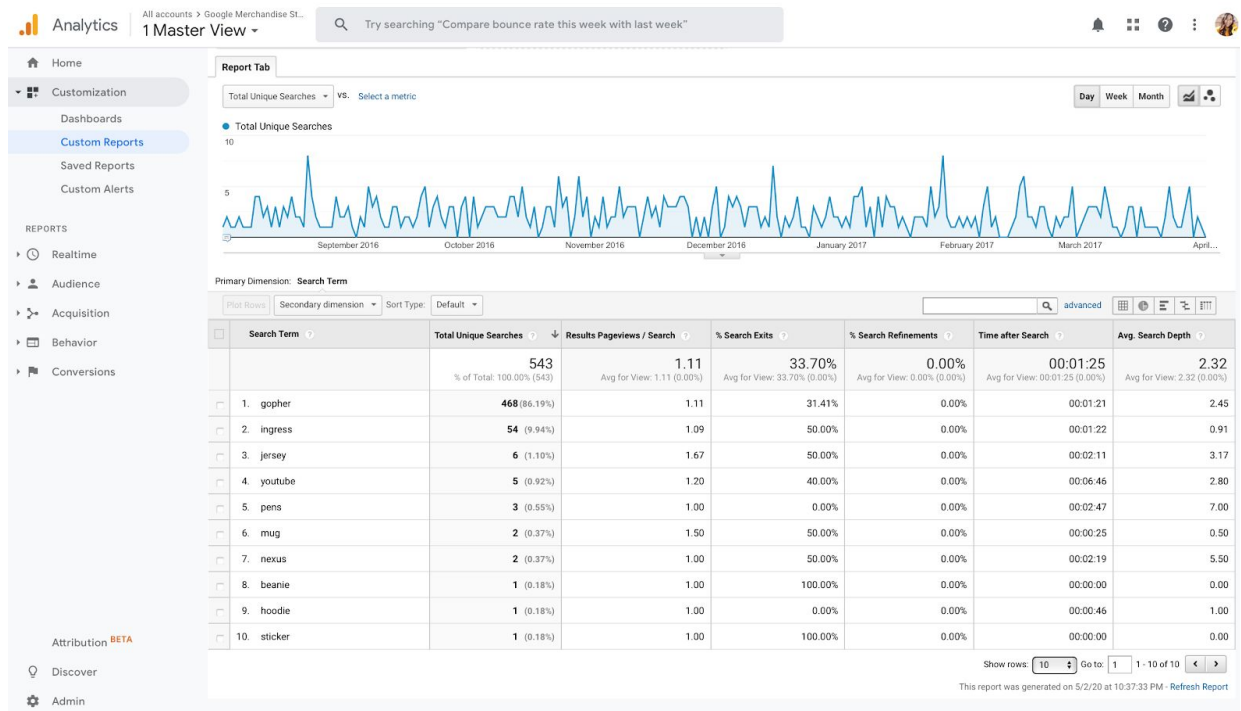 Analytics
All accounts > Google Merchandise St...
1 Master View
Try searching “Compare bounce rate this week with last week”
Home
Customization
Dashboards
Custom Reports
Saved Reports
Custom Alerts
REPORTS
Realtime
Audience
Acquisition
Behavior
Conversions
Attribution BETA
Discover
Admin
Report Tab
Total Unique Searches VS. Select a metric
Day Week Month
Total Unique Searches
10
5
September 2016 October 2016 November 2016 December 2016 January 2017 February 2017 March 2017 April...
Primary Dimension: Search Term
Plot Rows Secondary dimension Sort Type: Default advanced
Search Term ? Total Unique Searches ? Results Pageviews / Search ? % Search Exits ? % Search Refinements ? Time after Search ? Avg. Search Depth ?
543 1.11 33.70% 0.00% 00:01:25 2.32
% of Total: 100.00% (543) Avg for View: 1.11 (0.00%) Avg for View: 33.70% (0.00%) Avg for View: 0.00% (0.00%) Avg for View: 00:01:25 (0.00%) Avg for View: 2.32 (0.00%)
1. gopher 468 (86.19%) 1.11 31.41% 0.00% 00:01:21 2.45
2. ingress 54 (9.94%) 1.09 50.00% 0.00% 00:01:22 0.91
3. jersey 6 (1.10%) 1.67 50.00% 0.00% 00:02:11 3.17
4. youtube 5 (0.92%) 1.20 40.00% 0.00% 00:06:46 2.80
5. pens 3 (0.55%) 1.00 0.00% 0.00% 00:02:47 7.00
6. mug 2 (0.37%) 1.50 50.00% 0.00% 00:00:25 0.50
7. nexus 2 (0.37%) 1.00 50.00% 0.00% 00:02:19 5.50
8. beanie 1 (0.18%) 1.00 100.00% 0.00% 00:00:00 0.00
9. hoodie 1 (0.18%) 1.00 0.00% 0.00% 00:00:46 1.00
10. sticker 1 (0.18%) 1.00 100.00% 0.00% 00:00:00 0.00
Show rows: 10 Go to: 1 1 - 10 of 10
This report was generated on 5/2/20 at 10:37:33 PM - Refresh Report